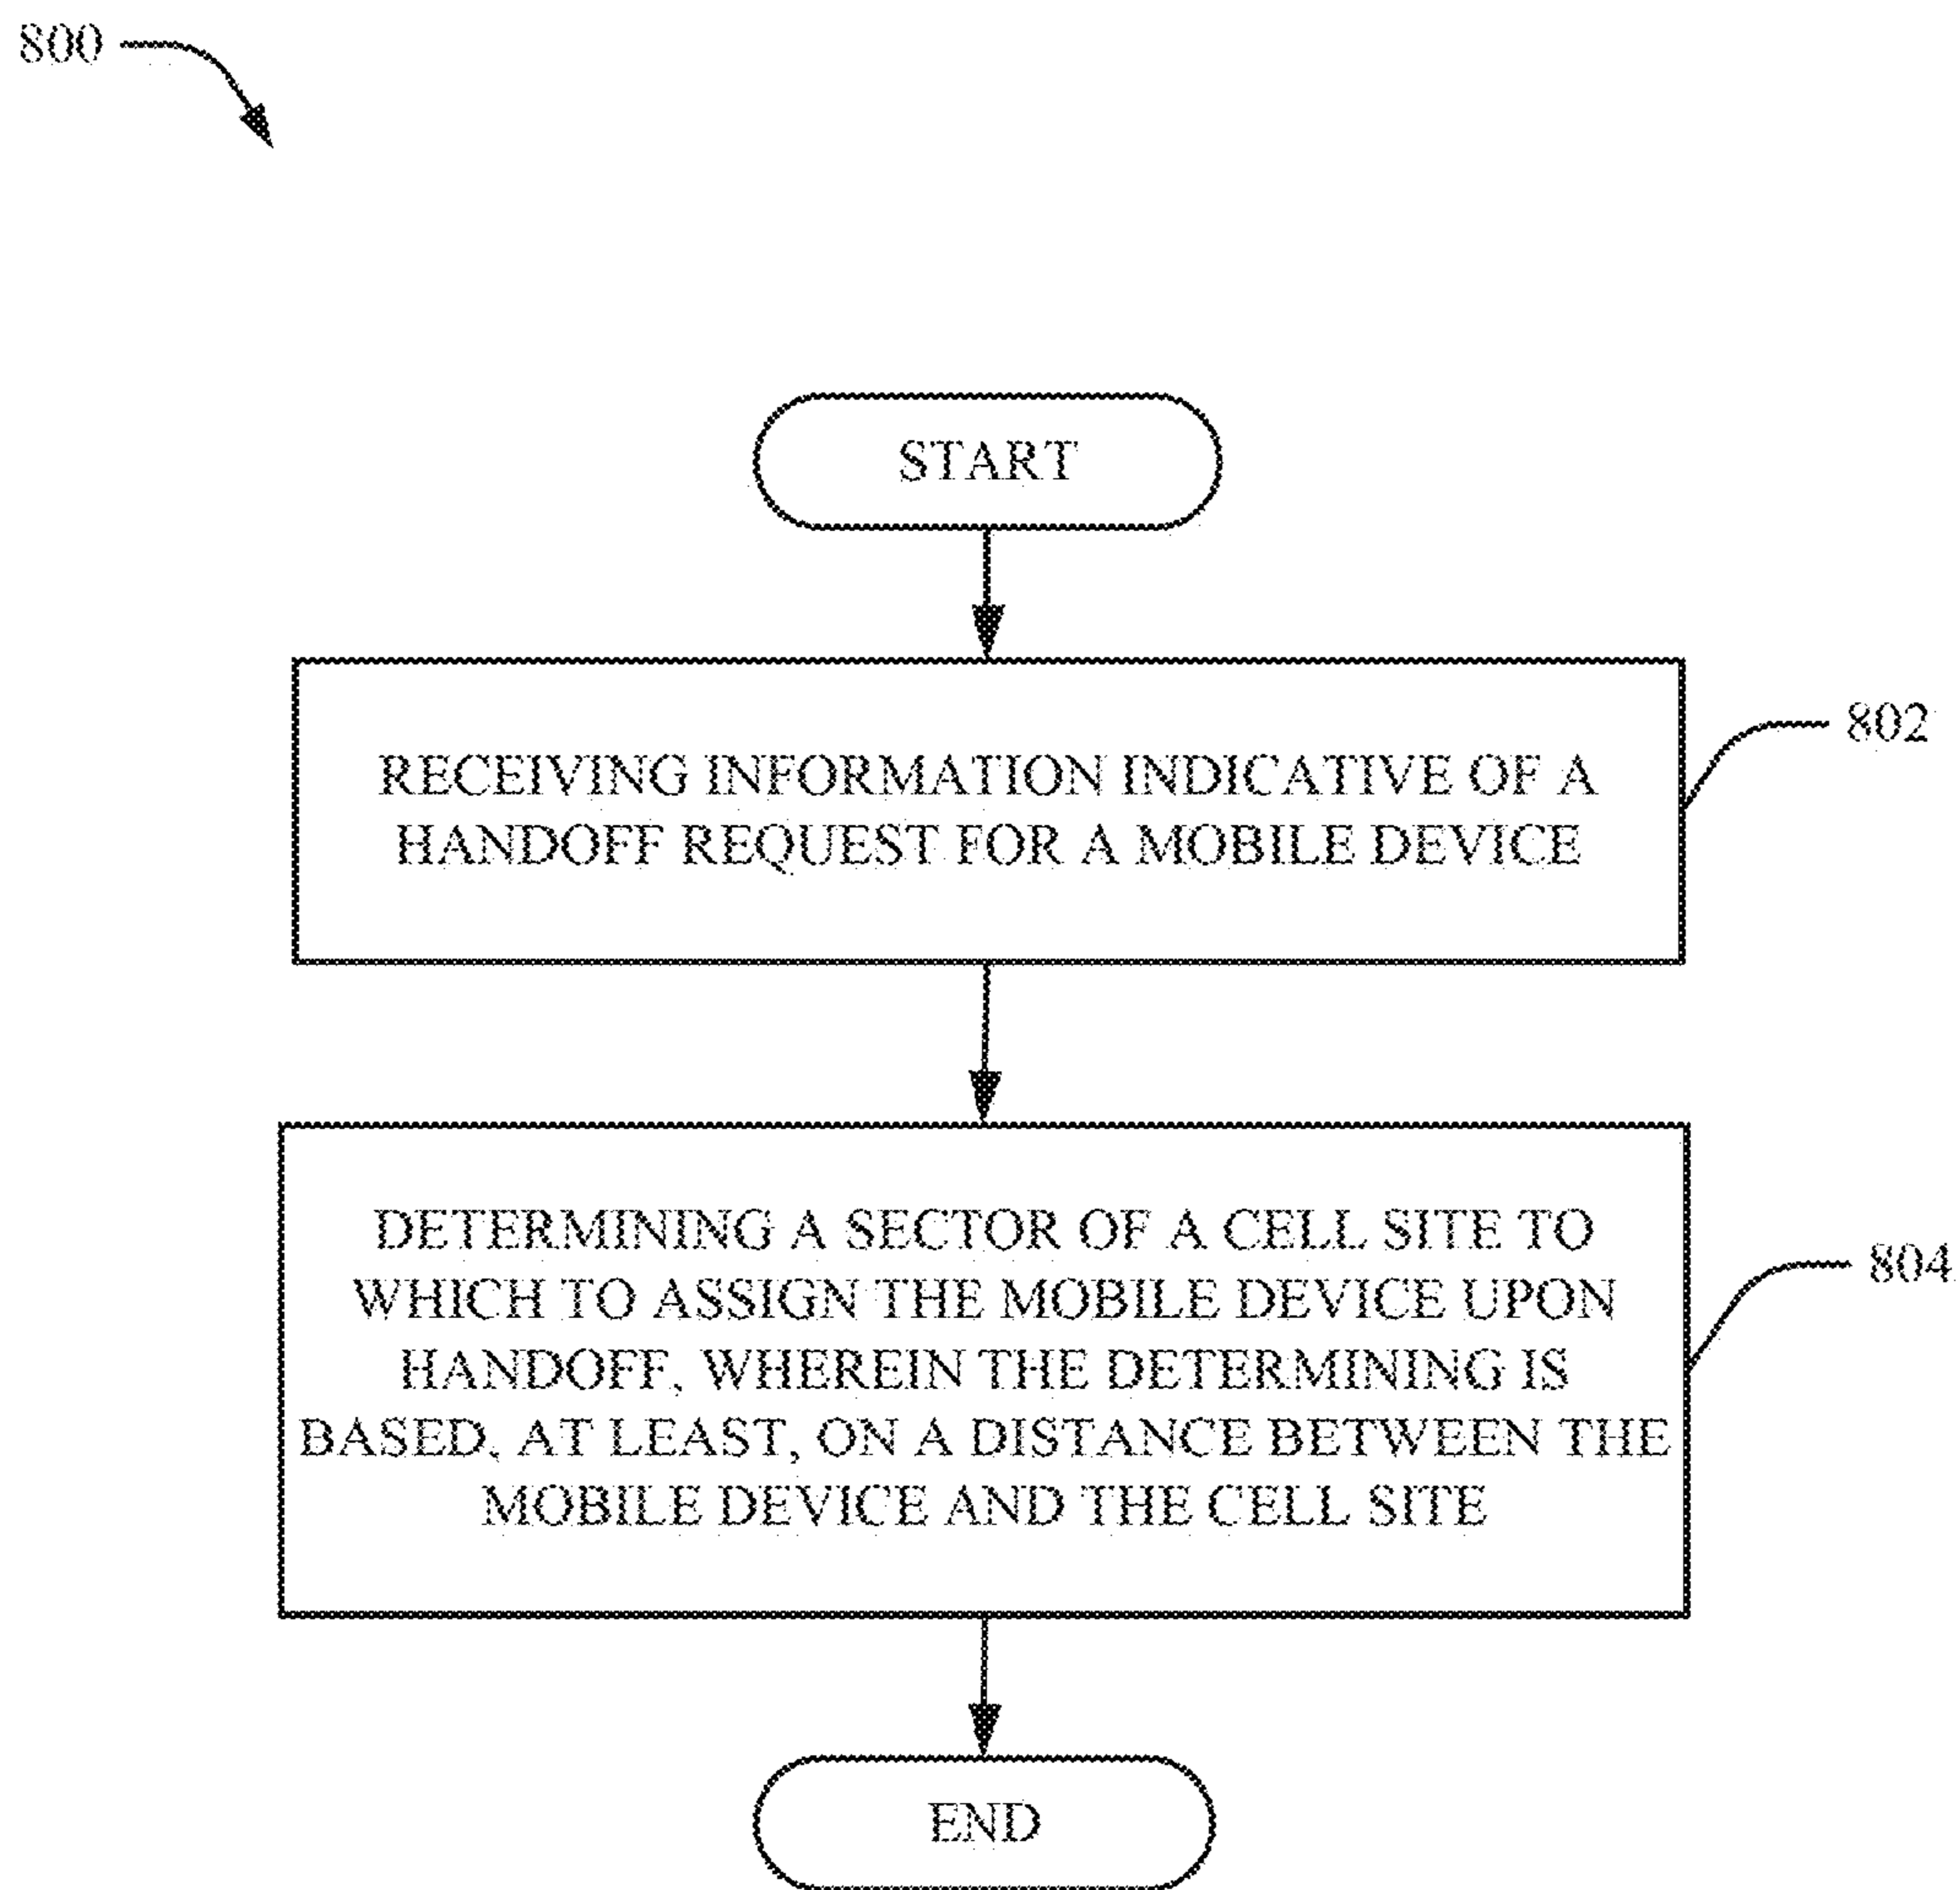 800
START
RECEIVING INFORMATION INDICATIVE OF A
HANDOFF REQUEST FOR A MOBILE DEVICE
802
DETERMINING A SECTOR OF A CELL SITE TO
WHICH TO ASSIGN THE MOBILE DEVICE UPON
HANDOFF, WHEREIN THE DETERMINING IS
BASED, AT LEAST, ON A DISTANCE BETWEEN THE
MOBILE DEVICE AND THE CELL SITE
804
END